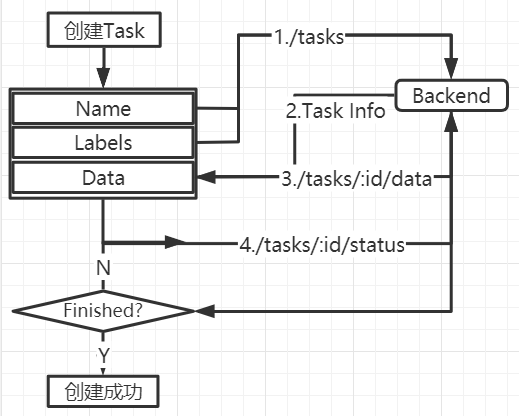 创建Task
1./tasks
Name
Backend
2.Task Info
Labels
Data
3./tasks/:id/data
4./tasks/:id/status
N
Finished?
Y
创建成功